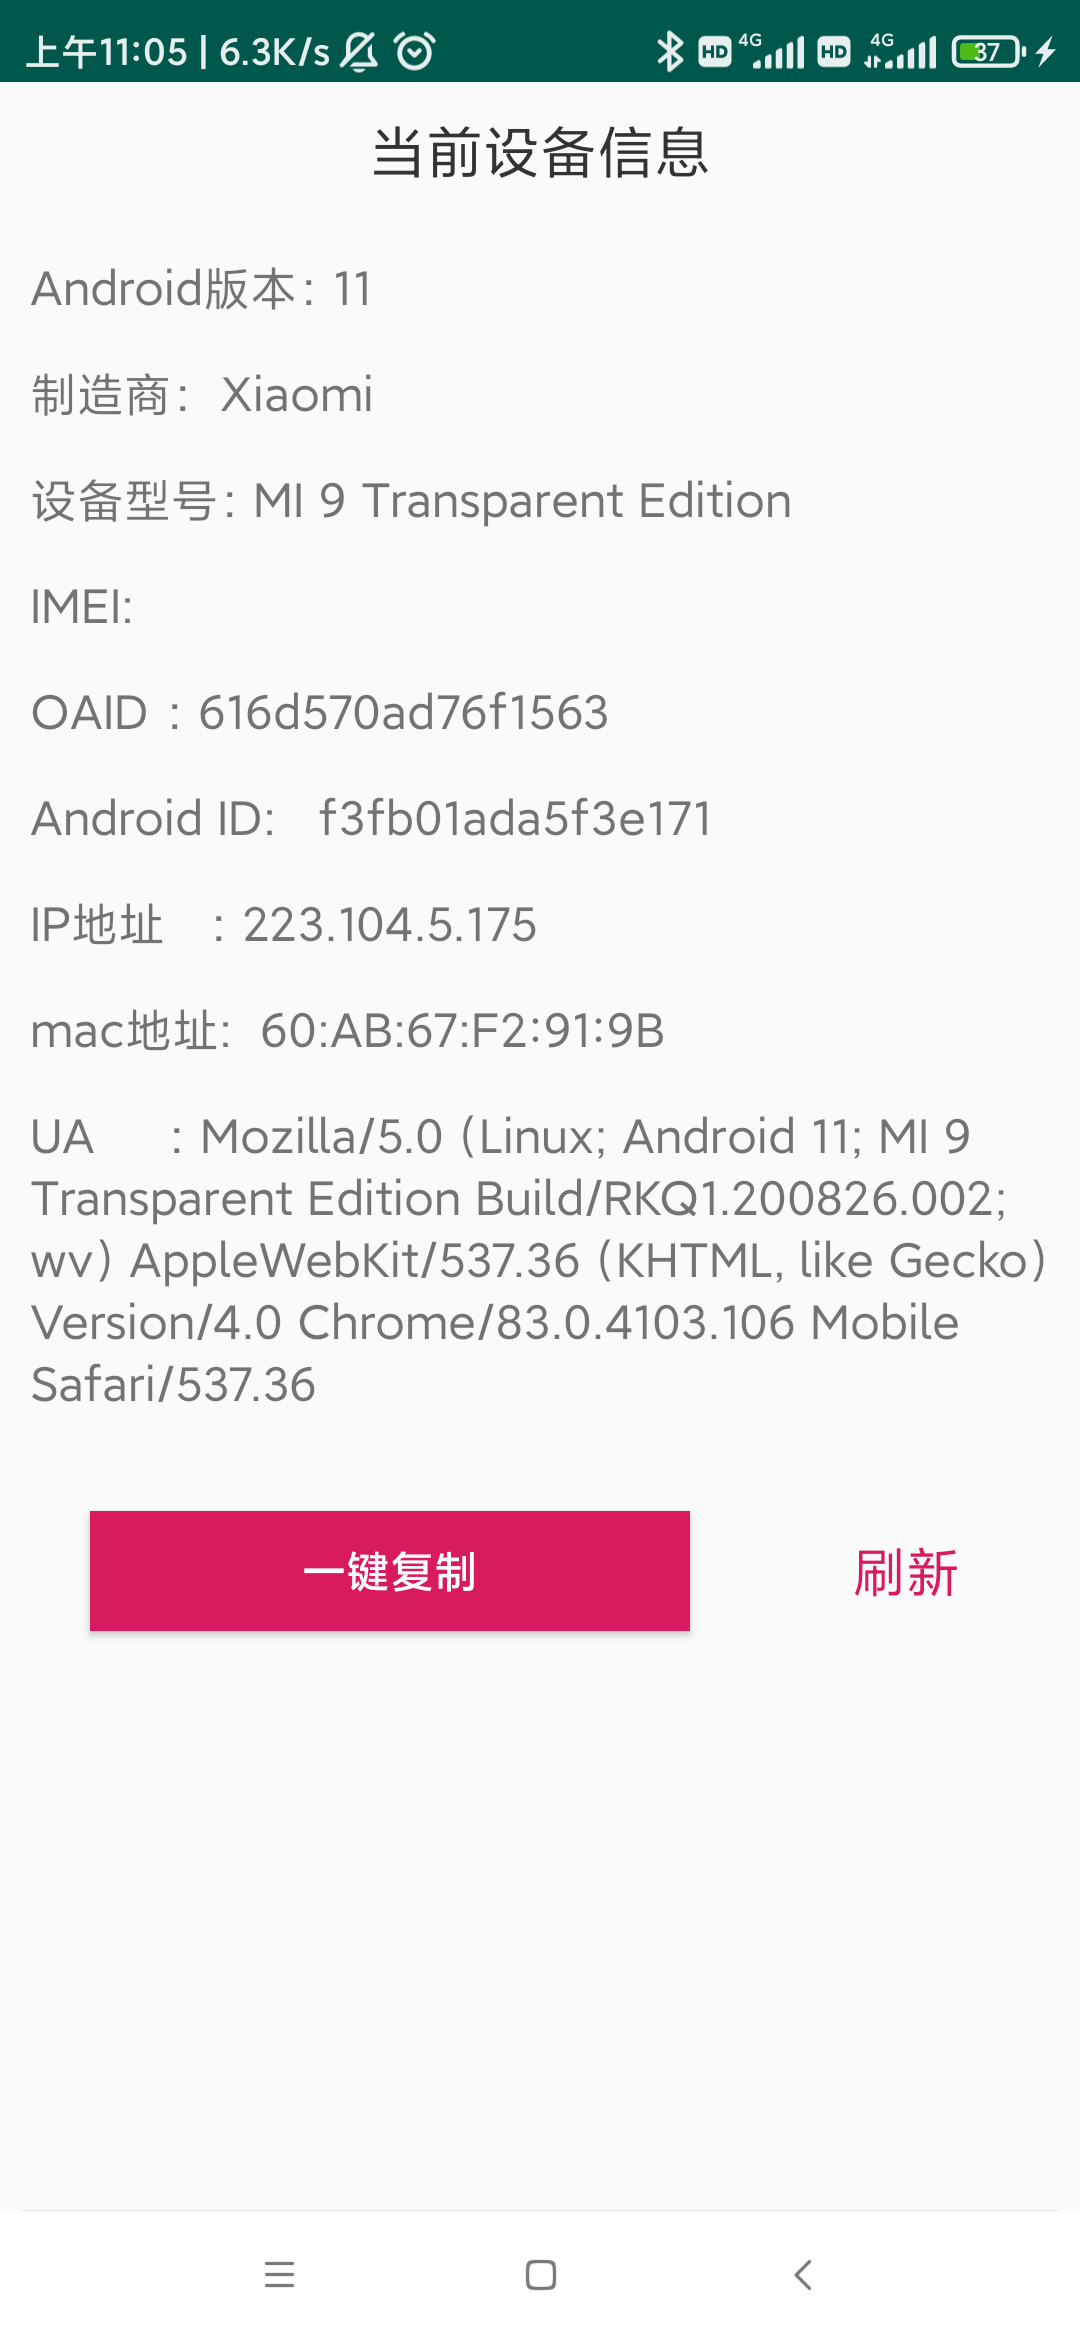 上午11:05 | 6.3K/s
HD 4G HD 4G 37
当前设备信息
Android版本: 11
制造商: Xiaomi
设备型号: MI 9 Transparent Edition
IMEI:
OAID : 616d570ad76f1563
Android ID: f3fb01ada5f3e171
IP地址 : 223.104.5.175
mac地址: 60:AB:67:F2:91:9B
UA : Mozilla/5.0 (Linux; Android 11; MI 9
Transparent Edition Build/RKQ1.200826.002;
wv) AppleWebKit/537.36 (KHTML, like Gecko)
Version/4.0 Chrome/83.0.4103.106 Mobile
Safari/537.36
一键复制 刷新